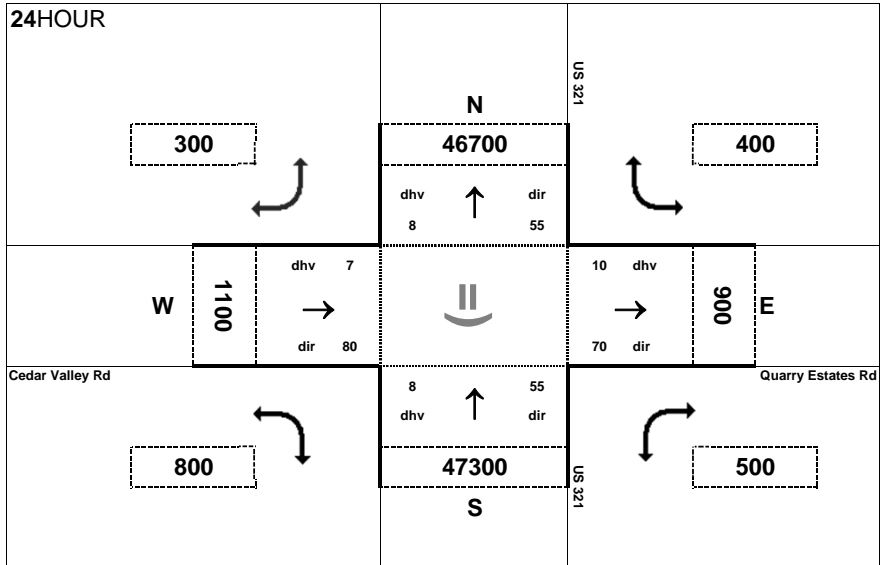 24HOUR
US 321
N
300
46700
400
dhv
dir
8
55
dhv 7
10 dhv
W
1100
900
E
dir 80
70 dir
Cedar Valley Rd
Quarry Estates Rd
8
55
dhv
dir
800
47300
500
US 321
S